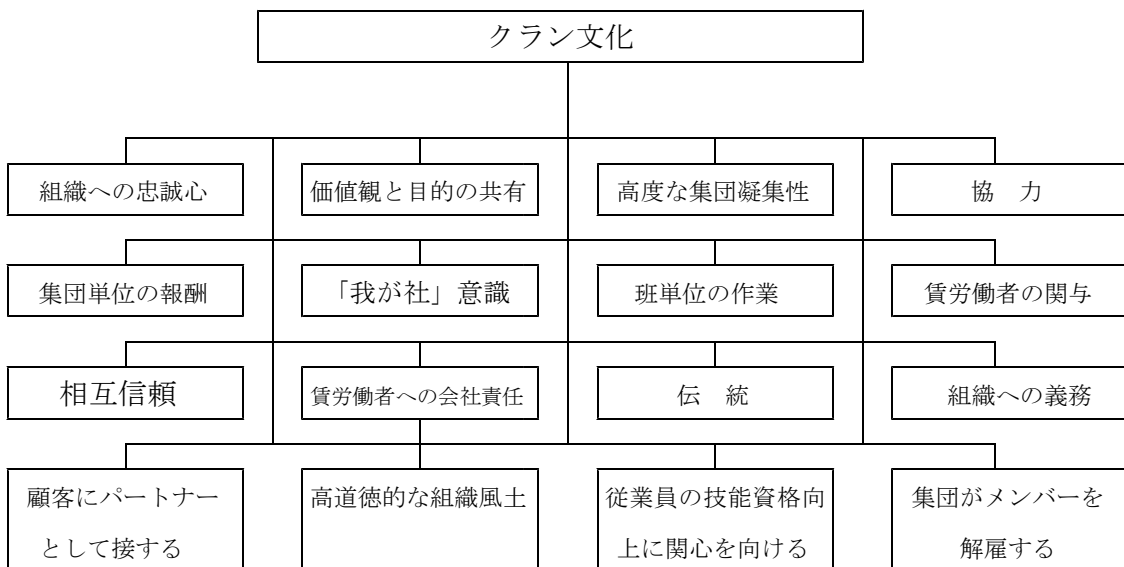 クラン文化
組織への忠誠心
価値観と目的の共有
高度な集団凝集性
協　力
集団単位の報酬
「我が社」意識
班単位の作業
賃労働者の関与
相互信頼
賃労働者への会社責任
伝　統
組織への義務
顧客にパートナー
として接する
高道徳的な組織風土
従業員の技能資格向
上に関心を向ける
集団がメンバーを
解雇する